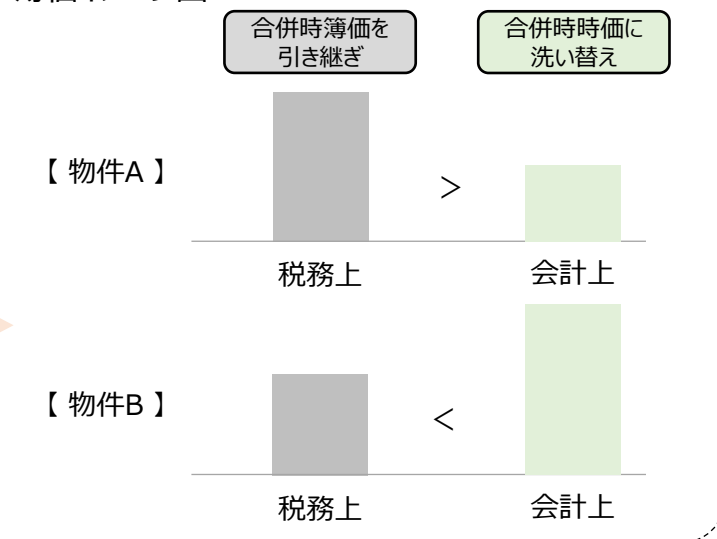 合併時簿価を
引き継ぎ
合併時時価に
洗い替え
【 物件A 】
＞
税務上
会計上
【 物件B 】
＜
税務上
会計上